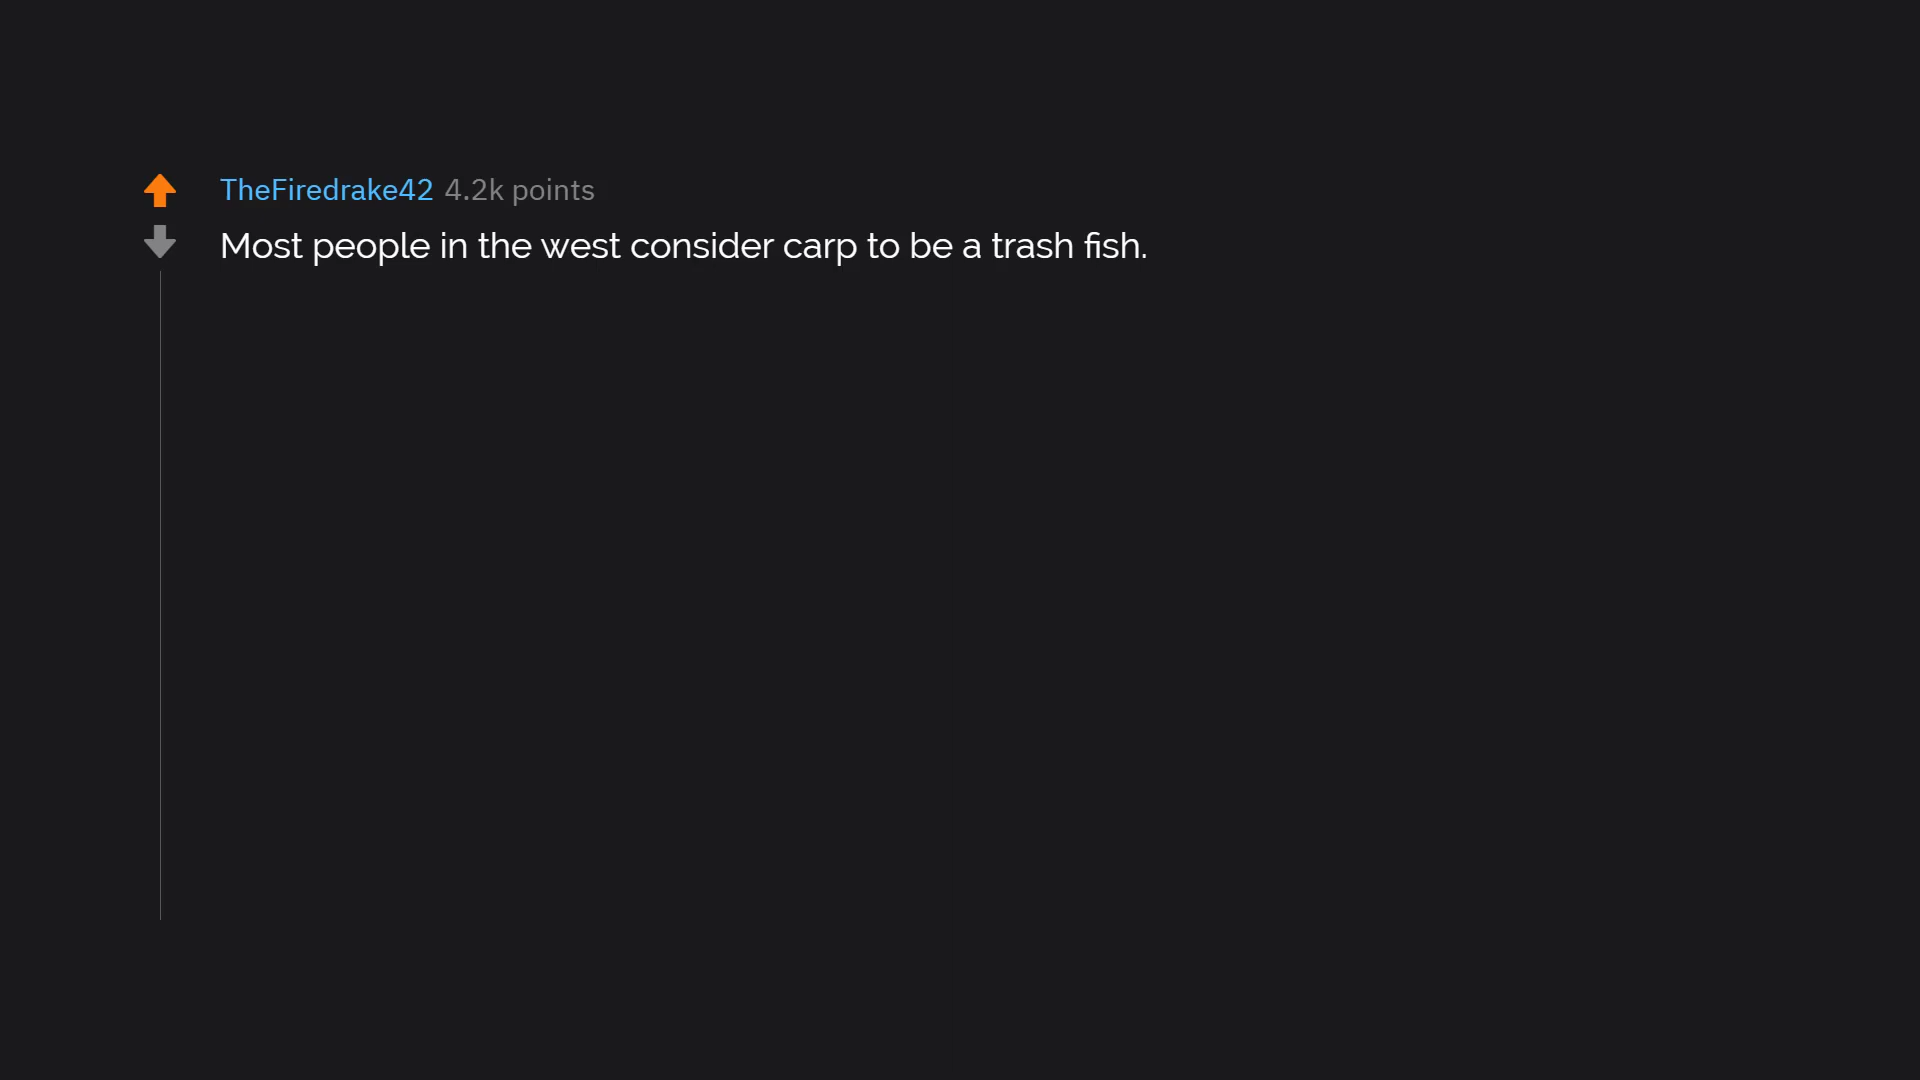 TheFiredrake42 4.2k points
Most people in the west consider carp to be a trash fish.